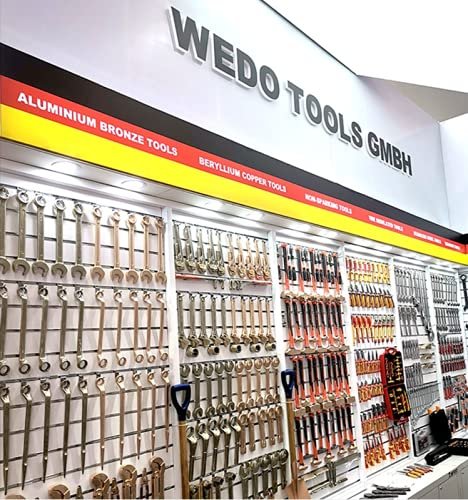 WEDO TOOLS GMBH
ALUMINIUM BRONZE TOOLS
BERYLLIUM COPPER TOOLS
NON-SPARKING TOOLS